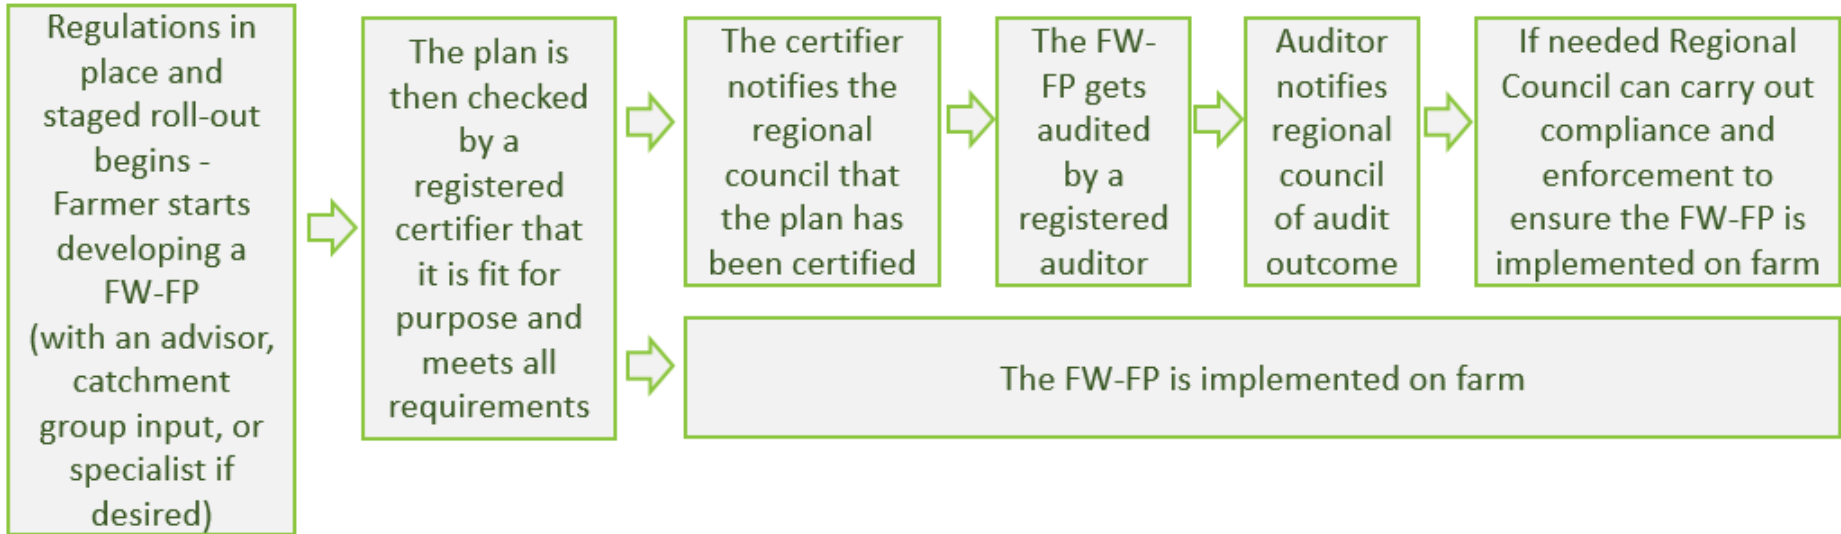 Regulations in
place and
staged roll-out
begins -
Farmer starts
developing a
FW-FP
(with an advisor,
catchment
group input, or
specialist if
desired)
The plan is
then checked
by a
registered
certifier that
it is fit for
purpose and
meets all
requirements
The certifier
notifies the
regional
council that
the plan has
been certified
The FW-
FP gets
audited
by a
registered
auditor
Auditor
notifies
regional
council
of audit
outcome
If needed Regional
Council can carry out
compliance and
enforcement to
ensure the FW-FP is
implemented on farm
The FW-FP is implemented on farm